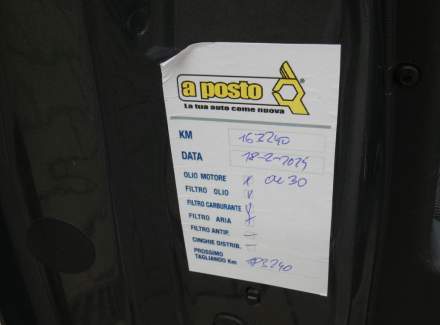 a posto
La tua auto come nuova
KM 162240
DATA 18-2-2025
OLIO MOTORE x 0W30
FILTRO OLIO
FILTRO CARBURANTE
FILTRO ARIA x
FILTRO ANTIP. –
CINGHIE DISTRIB. –
PROSSIMO
TAGLIANDO Km